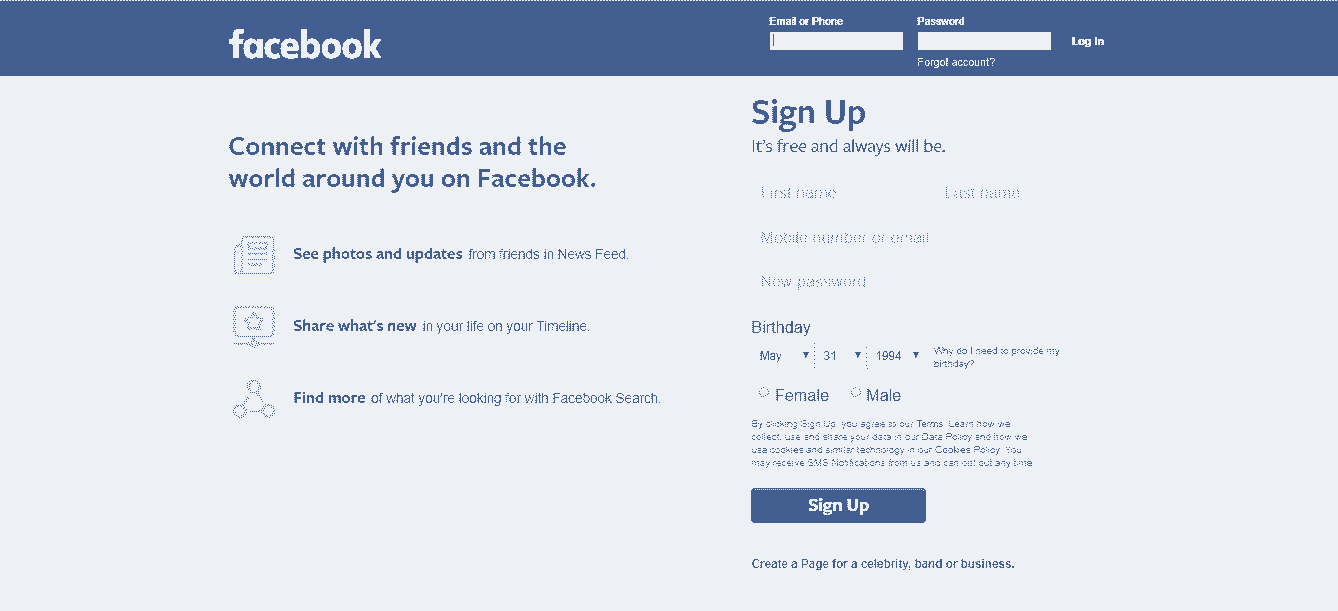 facebook
Email or Phone
Password
Log In
Forgot account?
Connect with friends and the
world around you on Facebook.
See photos and updates from friends in News Feed.
Share what's new in your life on your Timeline.
Find more of what you're looking for with Facebook Search.
Sign Up
It's free and always will be.
First name
Last name
Mobile number or email
New password
Birthday
May
31
1994
Why do I need to provide my
birthday?
Female
Male
By clicking Sign Up, you agree to our Terms. Learn how we
collect, use and share your data in our Data Policy and how we
use cookies and similar technology in our Cookies Policy. You
may receive SMS Notifications from us and can opt out any time.
Sign Up
Create a Page for a celebrity, band or business.